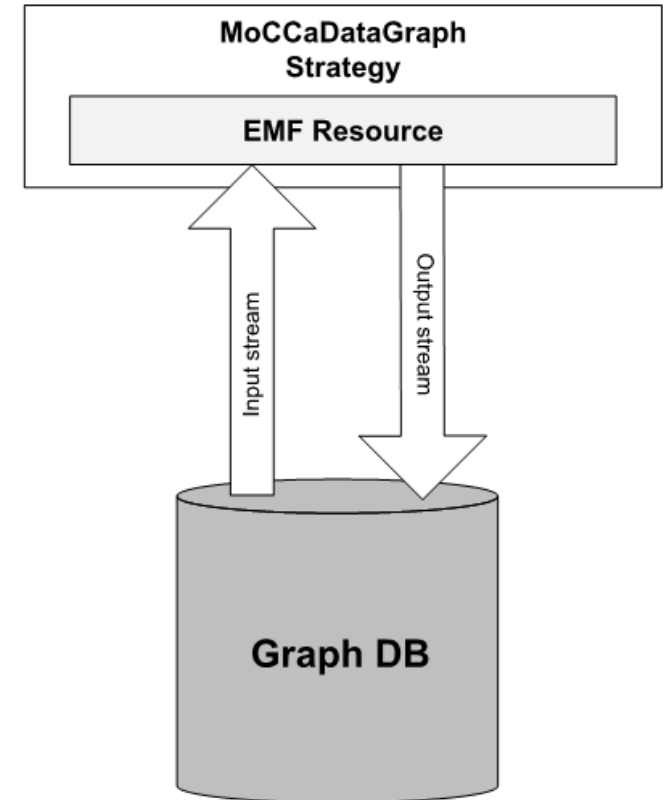 MoCCaDataGraph
Strategy
EMF Resource
Input stream
Output stream
Graph DB